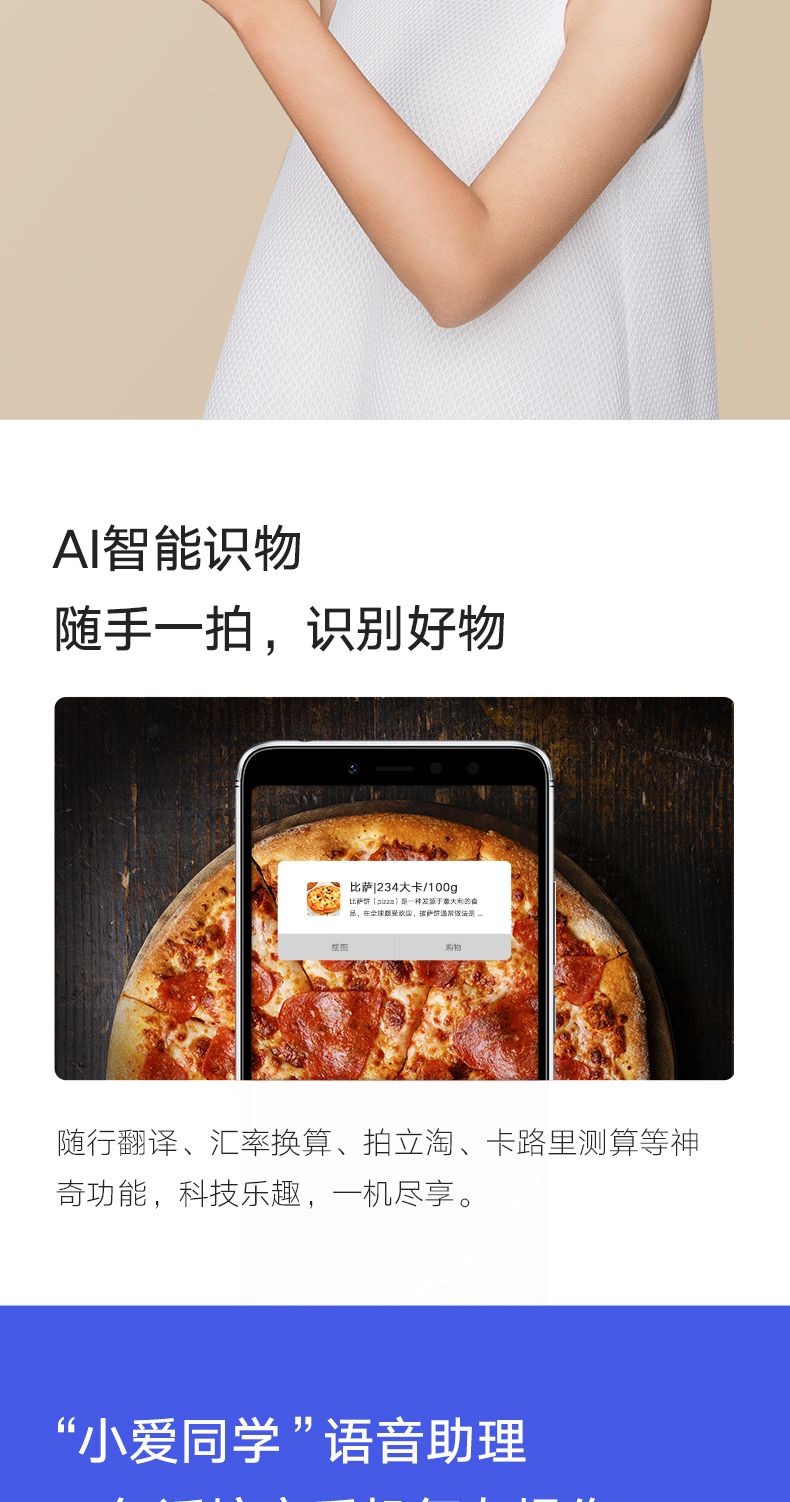 AI智能识物
随手一拍，识别好物
比萨|234大卡/100g
比萨饼（pizza）是一种发源于意大利的食
品，在全球颇受欢迎，披萨饼通常做法是 ...
购物
随行翻译、汇率换算、拍立淘、卡路里测算等神
奇功能，科技乐趣，一机尽享。
“小爱同学”语音助理